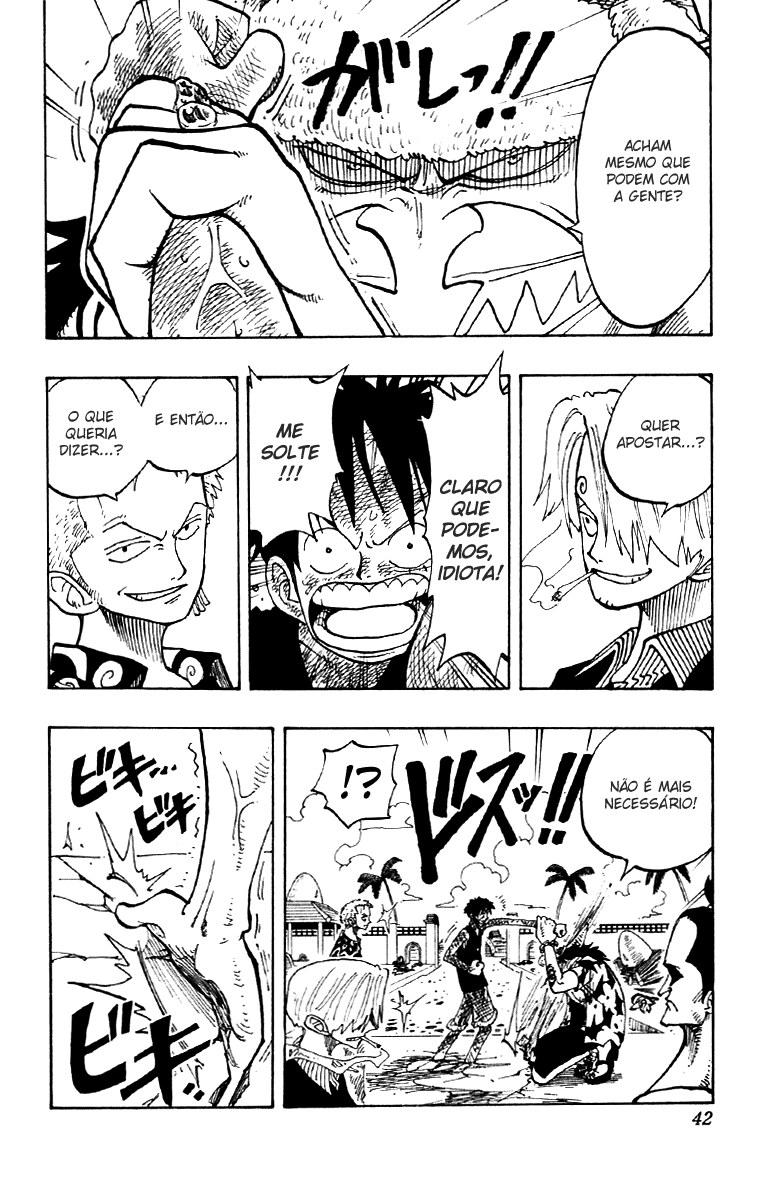 ACHAM
MESMO QUE
PODEM COM
A GENTE?
ガしっ!!
QUER
APOSTAR...?
CLARO
QUE
PODE-
MOS,
IDIOTA!
ME
SOLTE
!!!
E ENTÃO...
O QUE
QUERIA
DIZER...?
NÃO É MAIS
NECESSÁRIO!
ドスッ!!
!?
ビキ...
ビキ
ビキ
42